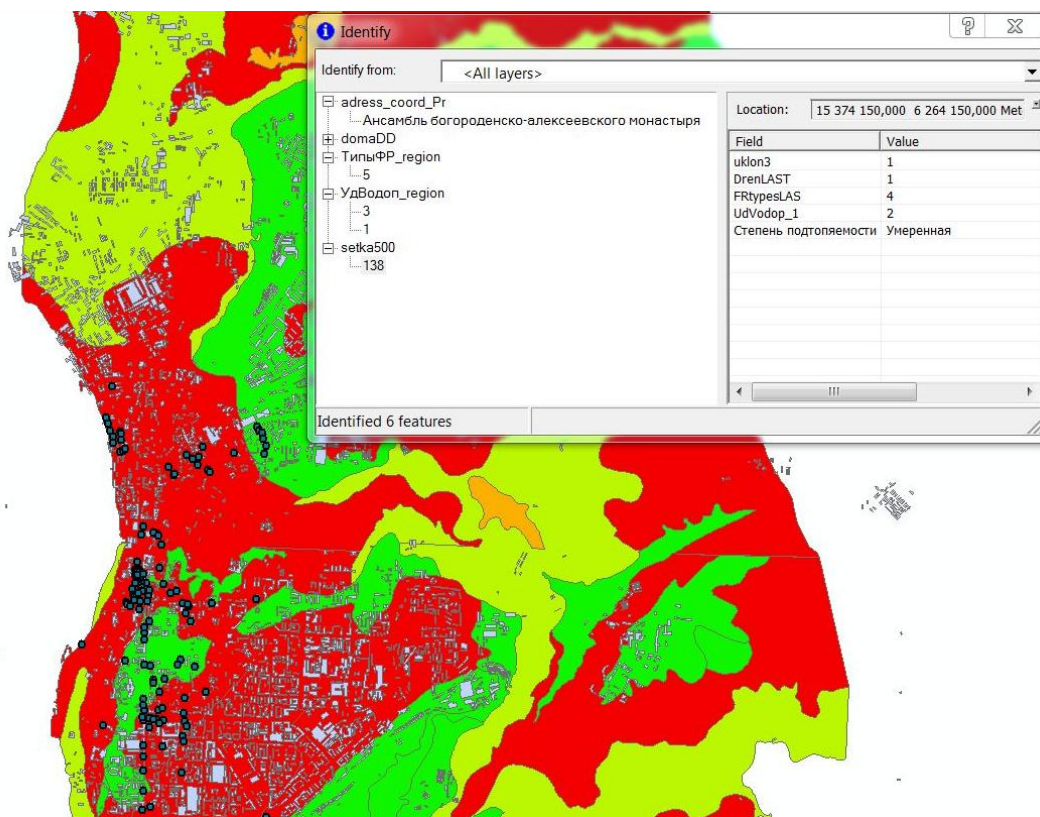 Identify
Identify from: <All layers>
adress_coord_Pr
Ансамбль богороденско-алексеевского монастыря
domaDD
ТипыФР_region
5
УдВодоп_region
3
1
setka500
138
Location: 15 374 150,000 6 264 150,000 Met
Field Value
uklon3 1
DrenLAST 1
FRtypesLAS 4
UdVodop_1 2
Степень подтопляемости Умеренная
Identified 6 features